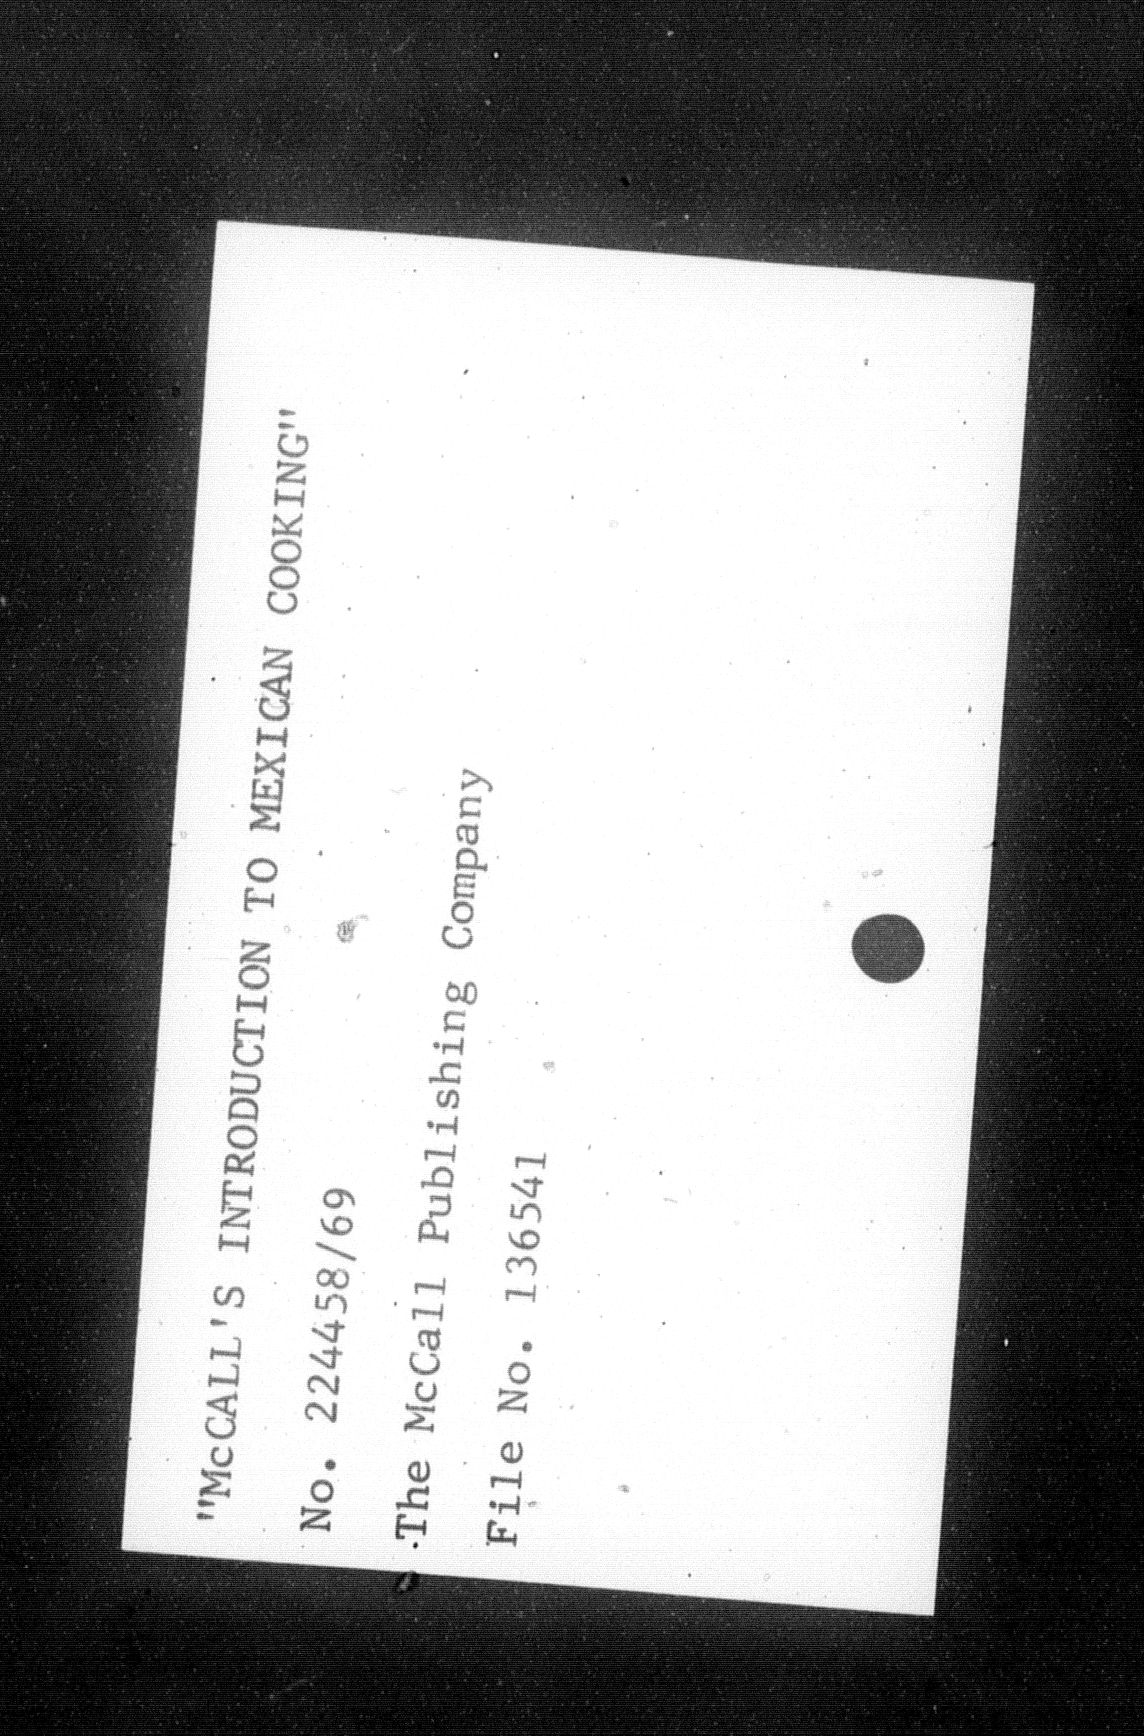 "McCALL'S INTRODUCTION TO MEXICAN COOKING"
No. 224458/69
The McCall Publishing Company
File No. 136541